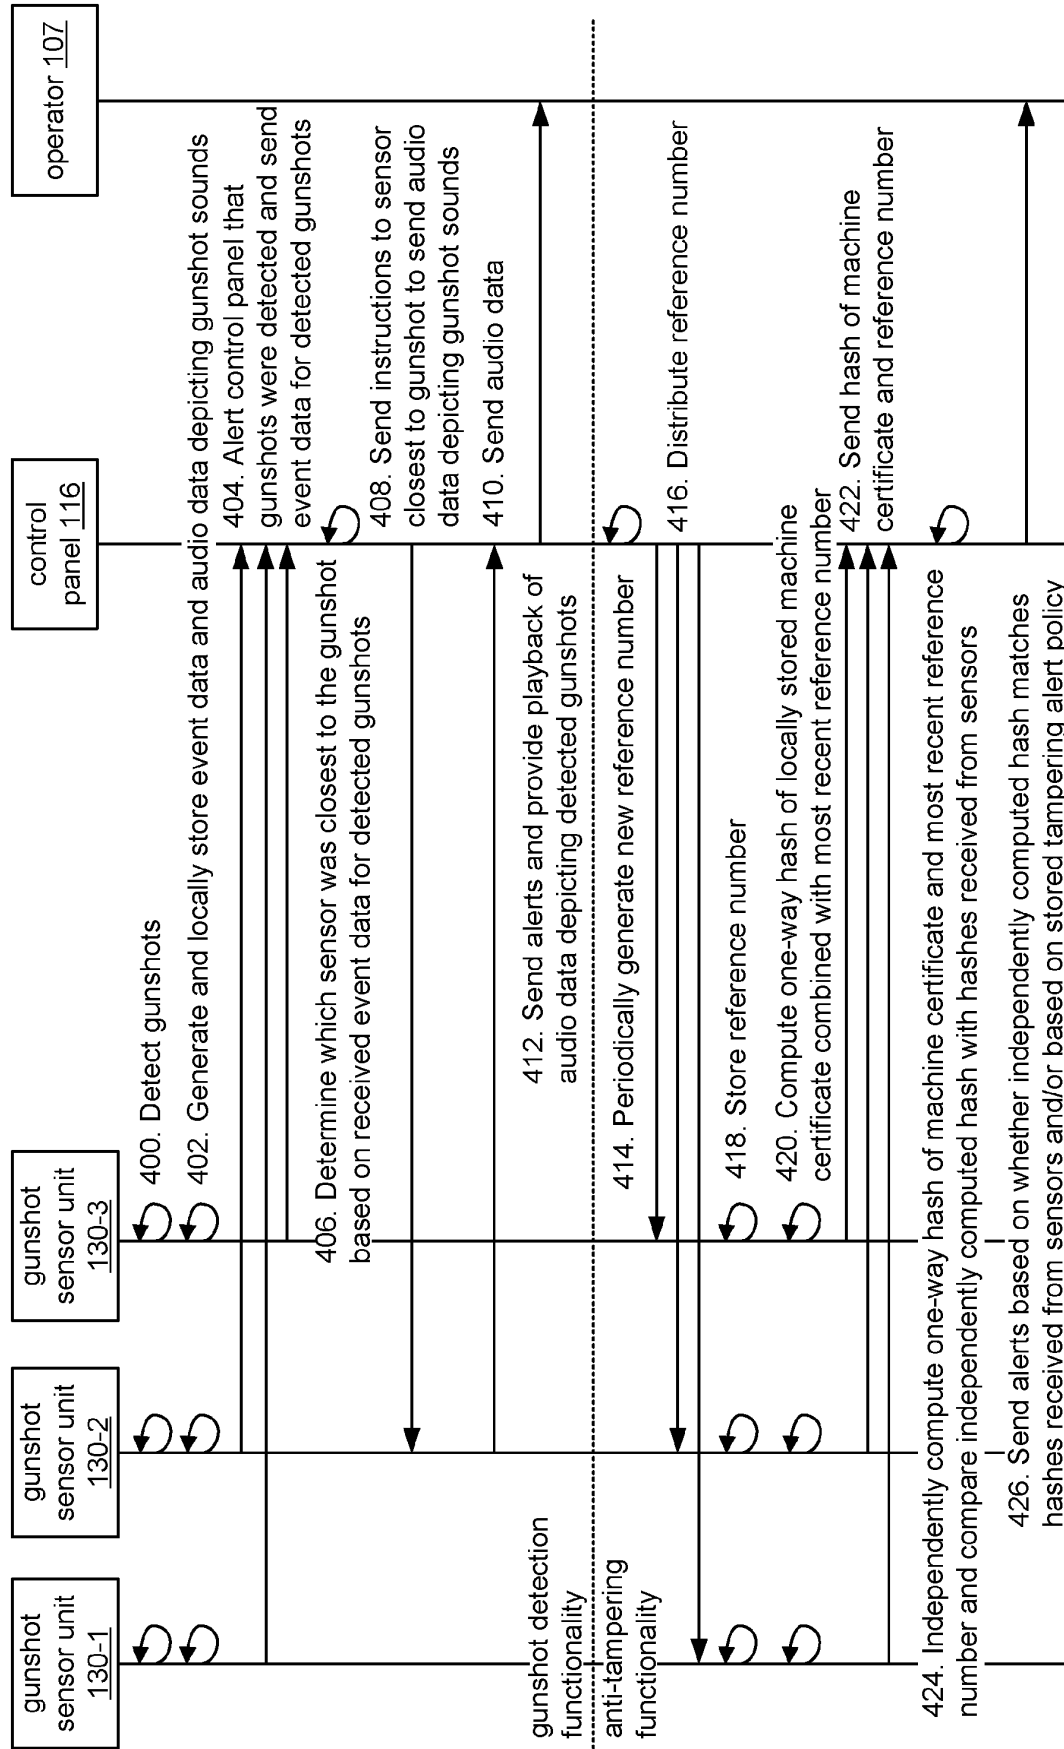 gunshot
sensor unit
130-1
gunshot
sensor unit
130-2
gunshot
sensor unit
130-3
control
panel 116
operator 107
400. Detect gunshots
402. Generate and locally store event data and audio data depicting gunshot sounds
404. Alert control panel that
gunshots were detected and send
event data for detected gunshots
406. Determine which sensor was closest to the gunshot
based on received event data for detected gunshots
408. Send instructions to sensor
closest to gunshot to send audio
data depicting gunshot sounds
410. Send audio data
412. Send alerts and provide playback of
audio data depicting detected gunshots
gunshot detection
functionality
anti-tampering
functionality
414. Periodically generate new reference number
416. Distribute reference number
418. Store reference number
420. Compute one-way hash of locally stored machine
certificate combined with most recent reference number
422. Send hash of machine
certificate and reference number
424. Independently compute one-way hash of machine certificate and most recent reference
number and compare independently computed hash with hashes received from sensors
426. Send alerts based on whether independently computed hash matches
hashes received from sensors and/or based on stored tampering alert policy